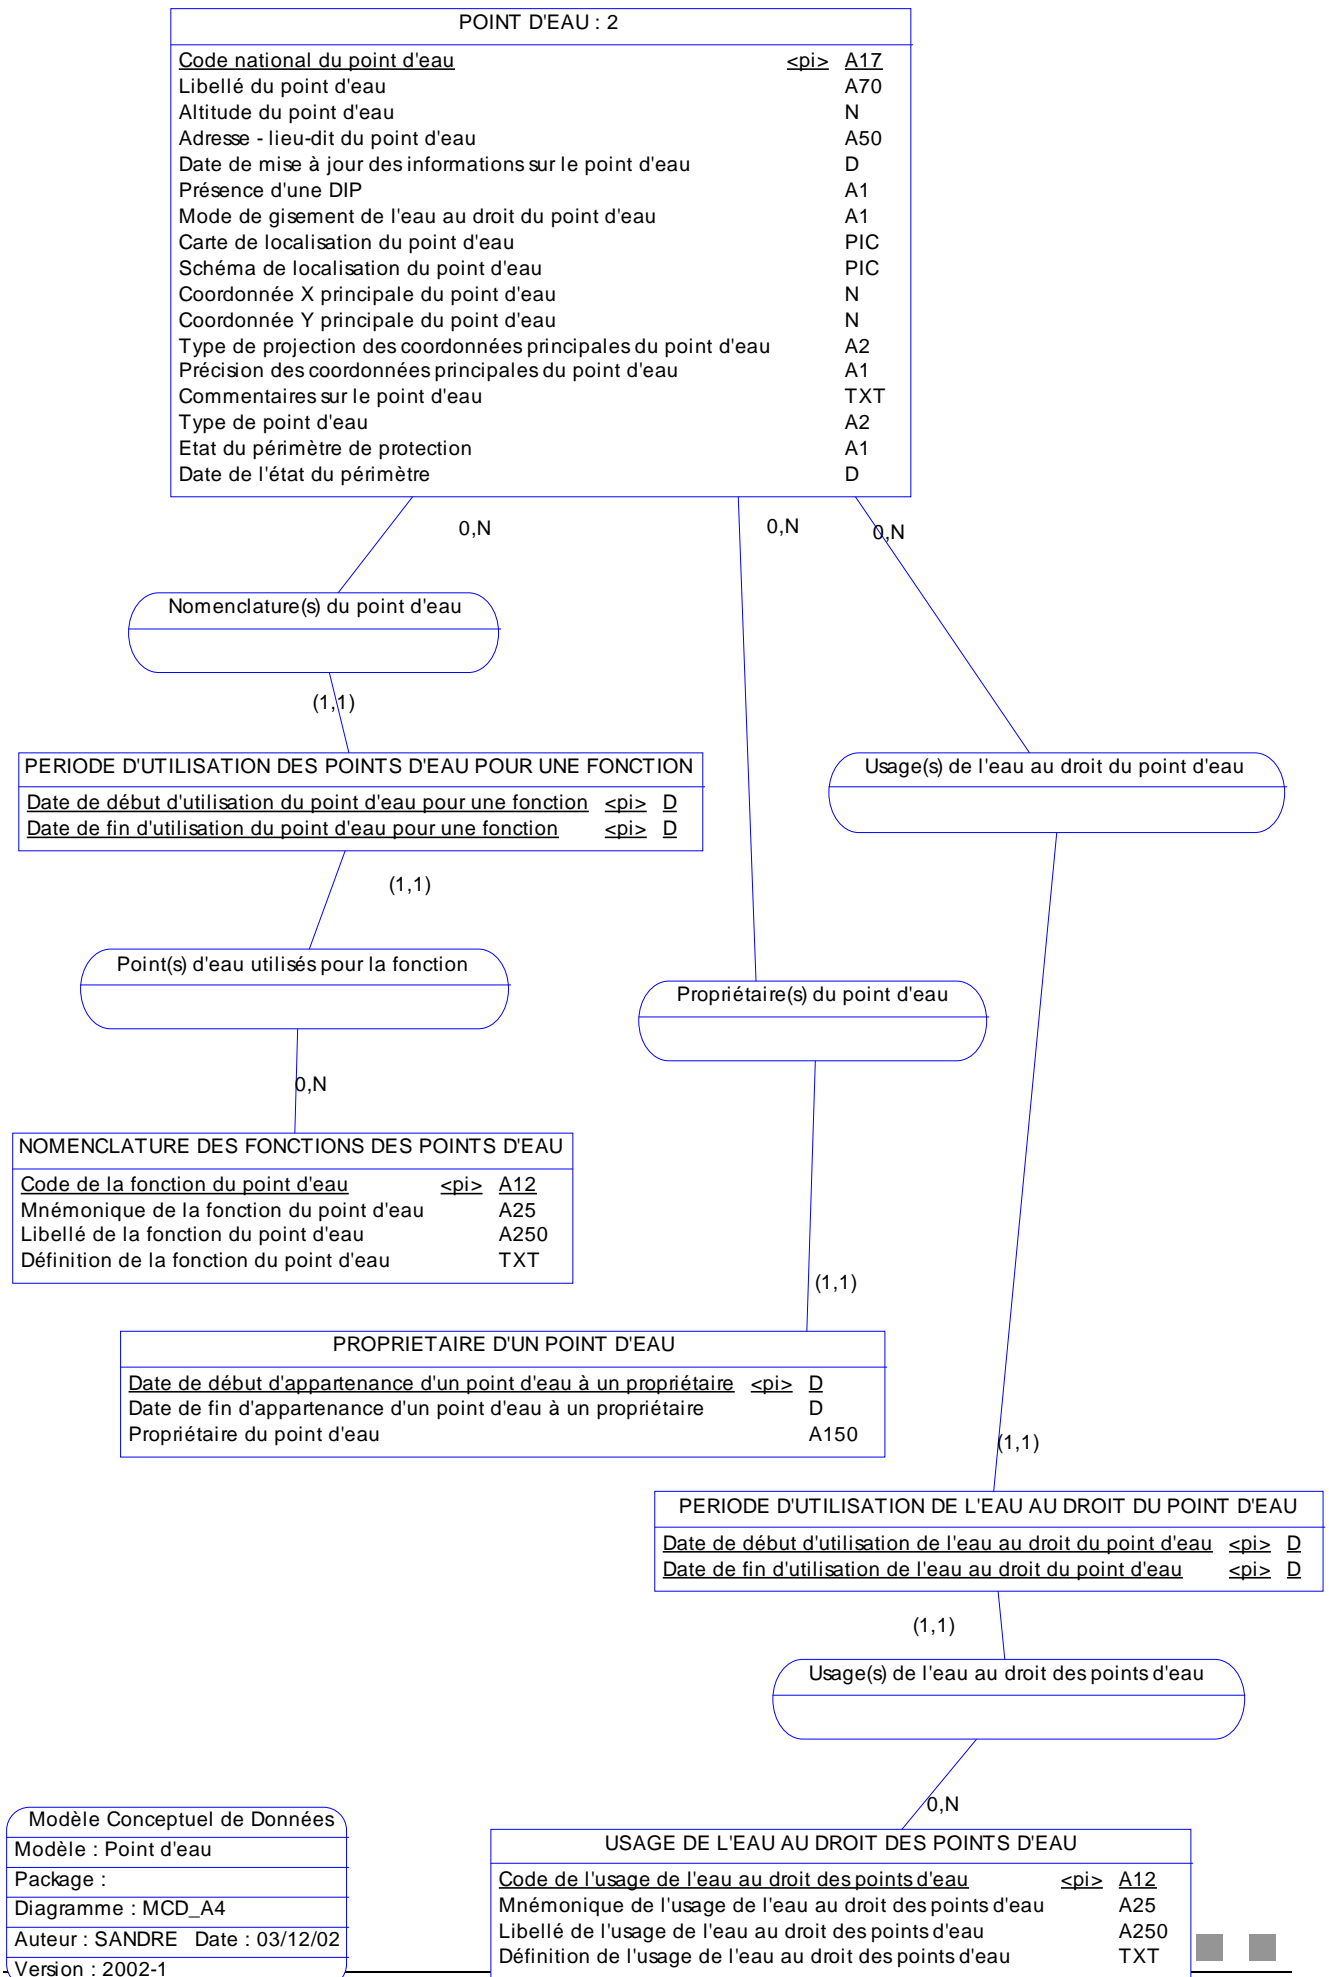 POINT D'EAU : 2
Code national du point d'eau <pi> A17
Libellé du point d'eau A70
Altitude du point d'eau N
Adresse - lieu-dit du point d'eau A50
Date de mise à jour des informations sur le point d'eau D
Présence d'une DIP A1
Mode de gisement de l'eau au droit du point d'eau A1
Carte de localisation du point d'eau PIC
Schéma de localisation du point d'eau PIC
Coordonnée X principale du point d'eau N
Coordonnée Y principale du point d'eau N
Type de projection des coordonnées principales du point d'eau A2
Précision des coordonnées principales du point d'eau A1
Commentaires sur le point d'eau TXT
Type de point d'eau A2
Etat du périmètre de protection A1
Date de l'état du périmètre D
0,N 0,N 0,N
Nomenclature(s) du point d'eau
(1,1)
PERIODE D'UTILISATION DES POINTS D'EAU POUR UNE FONCTION
Date de début d'utilisation du point d'eau pour une fonction <pi> D
Date de fin d'utilisation du point d'eau pour une fonction <pi> D
Usage(s) de l'eau au droit du point d'eau
(1,1)
Point(s) d'eau utilisés pour la fonction
Propriétaire(s) du point d'eau
0,N
NOMENCLATURE DES FONCTIONS DES POINTS D'EAU
Code de la fonction du point d'eau <pi> A12
Mnémonique de la fonction du point d'eau A25
Libellé de la fonction du point d'eau A250
Définition de la fonction du point d'eau TXT
(1,1)
PROPRIETAIRE D'UN POINT D'EAU
Date de début d'appartenance d'un point d'eau à un propriétaire <pi> D
Date de fin d'appartenance d'un point d'eau à un propriétaire D
Propriétaire du point d'eau A150
(1,1)
PERIODE D'UTILISATION DE L'EAU AU DROIT DU POINT D'EAU
Date de début d'utilisation de l'eau au droit du point d'eau <pi> D
Date de fin d'utilisation de l'eau au droit du point d'eau <pi> D
(1,1)
Usage(s) de l'eau au droit des points d'eau
0,N
USAGE DE L'EAU AU DROIT DES POINTS D'EAU
Code de l'usage de l'eau au droit des points d'eau <pi> A12
Mnémonique de l'usage de l'eau au droit des points d'eau A25
Libellé de l'usage de l'eau au droit des points d'eau A250
Définition de l'usage de l'eau au droit des points d'eau TXT
Modèle Conceptuel de Données
Modèle : Point d'eau
Package :
Diagramme : MCD_A4
Auteur : SANDRE Date : 03/12/02
Version : 2002-1